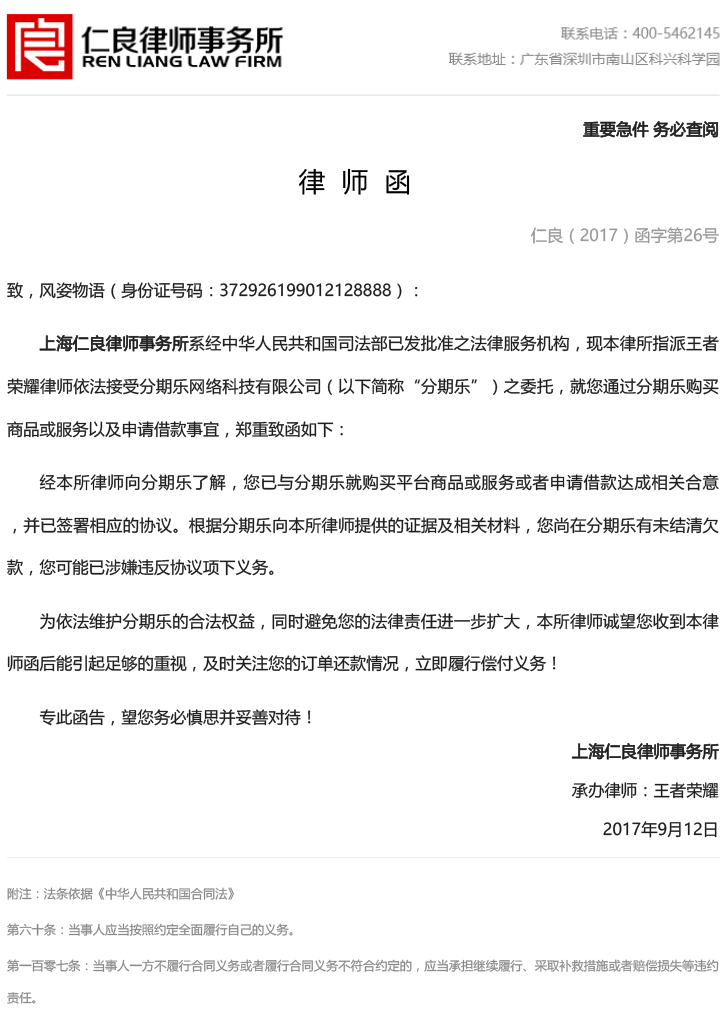 仁良律师事务所
REN LIANG LAW FIRM
联系电话：400-5462145
联系地址：广东省深圳市南山区科兴科学园
重要急件 务必查阅
律 师 函
仁良（2017）函字第26号
致，风姿物语（身份证号码：372926199012128888）：
上海仁良律师事务所系经中华人民共和国司法部已发批准之法律服务机构，现本律所指派王者
荣耀律师依法接受分期乐网络科技有限公司（以下简称“分期乐”）之委托，就您通过分期乐购买
商品或服务以及申请借款事宜，郑重致函如下：
经本所律师向分期乐了解，您已与分期乐就购买平台商品或服务或者申请借款达成相关合意
，并已签署相应的协议。根据分期乐向本所律师提供的证据及相关材料，您尚在分期乐有未结清欠
款，您可能已涉嫌违反协议项下义务。
为依法维护分期乐的合法权益，同时避免您的法律责任进一步扩大，本所律师诚望您收到本律
师函后能引起足够的重视，及时关注您的订单还款情况，立即履行偿付义务！
专此函告，望您务必慎思并妥善对待！
上海仁良律师事务所
承办律师：王者荣耀
2017年9月12日
附注：法条依据《中华人民共和国合同法》
第六十条：当事人应当按照约定全面履行自己的义务。
第一百零七条：当事人一方不履行合同义务或者履行合同义务不符合约定的，应当承担继续履行、采取补救措施或者赔偿损失等违约
责任。